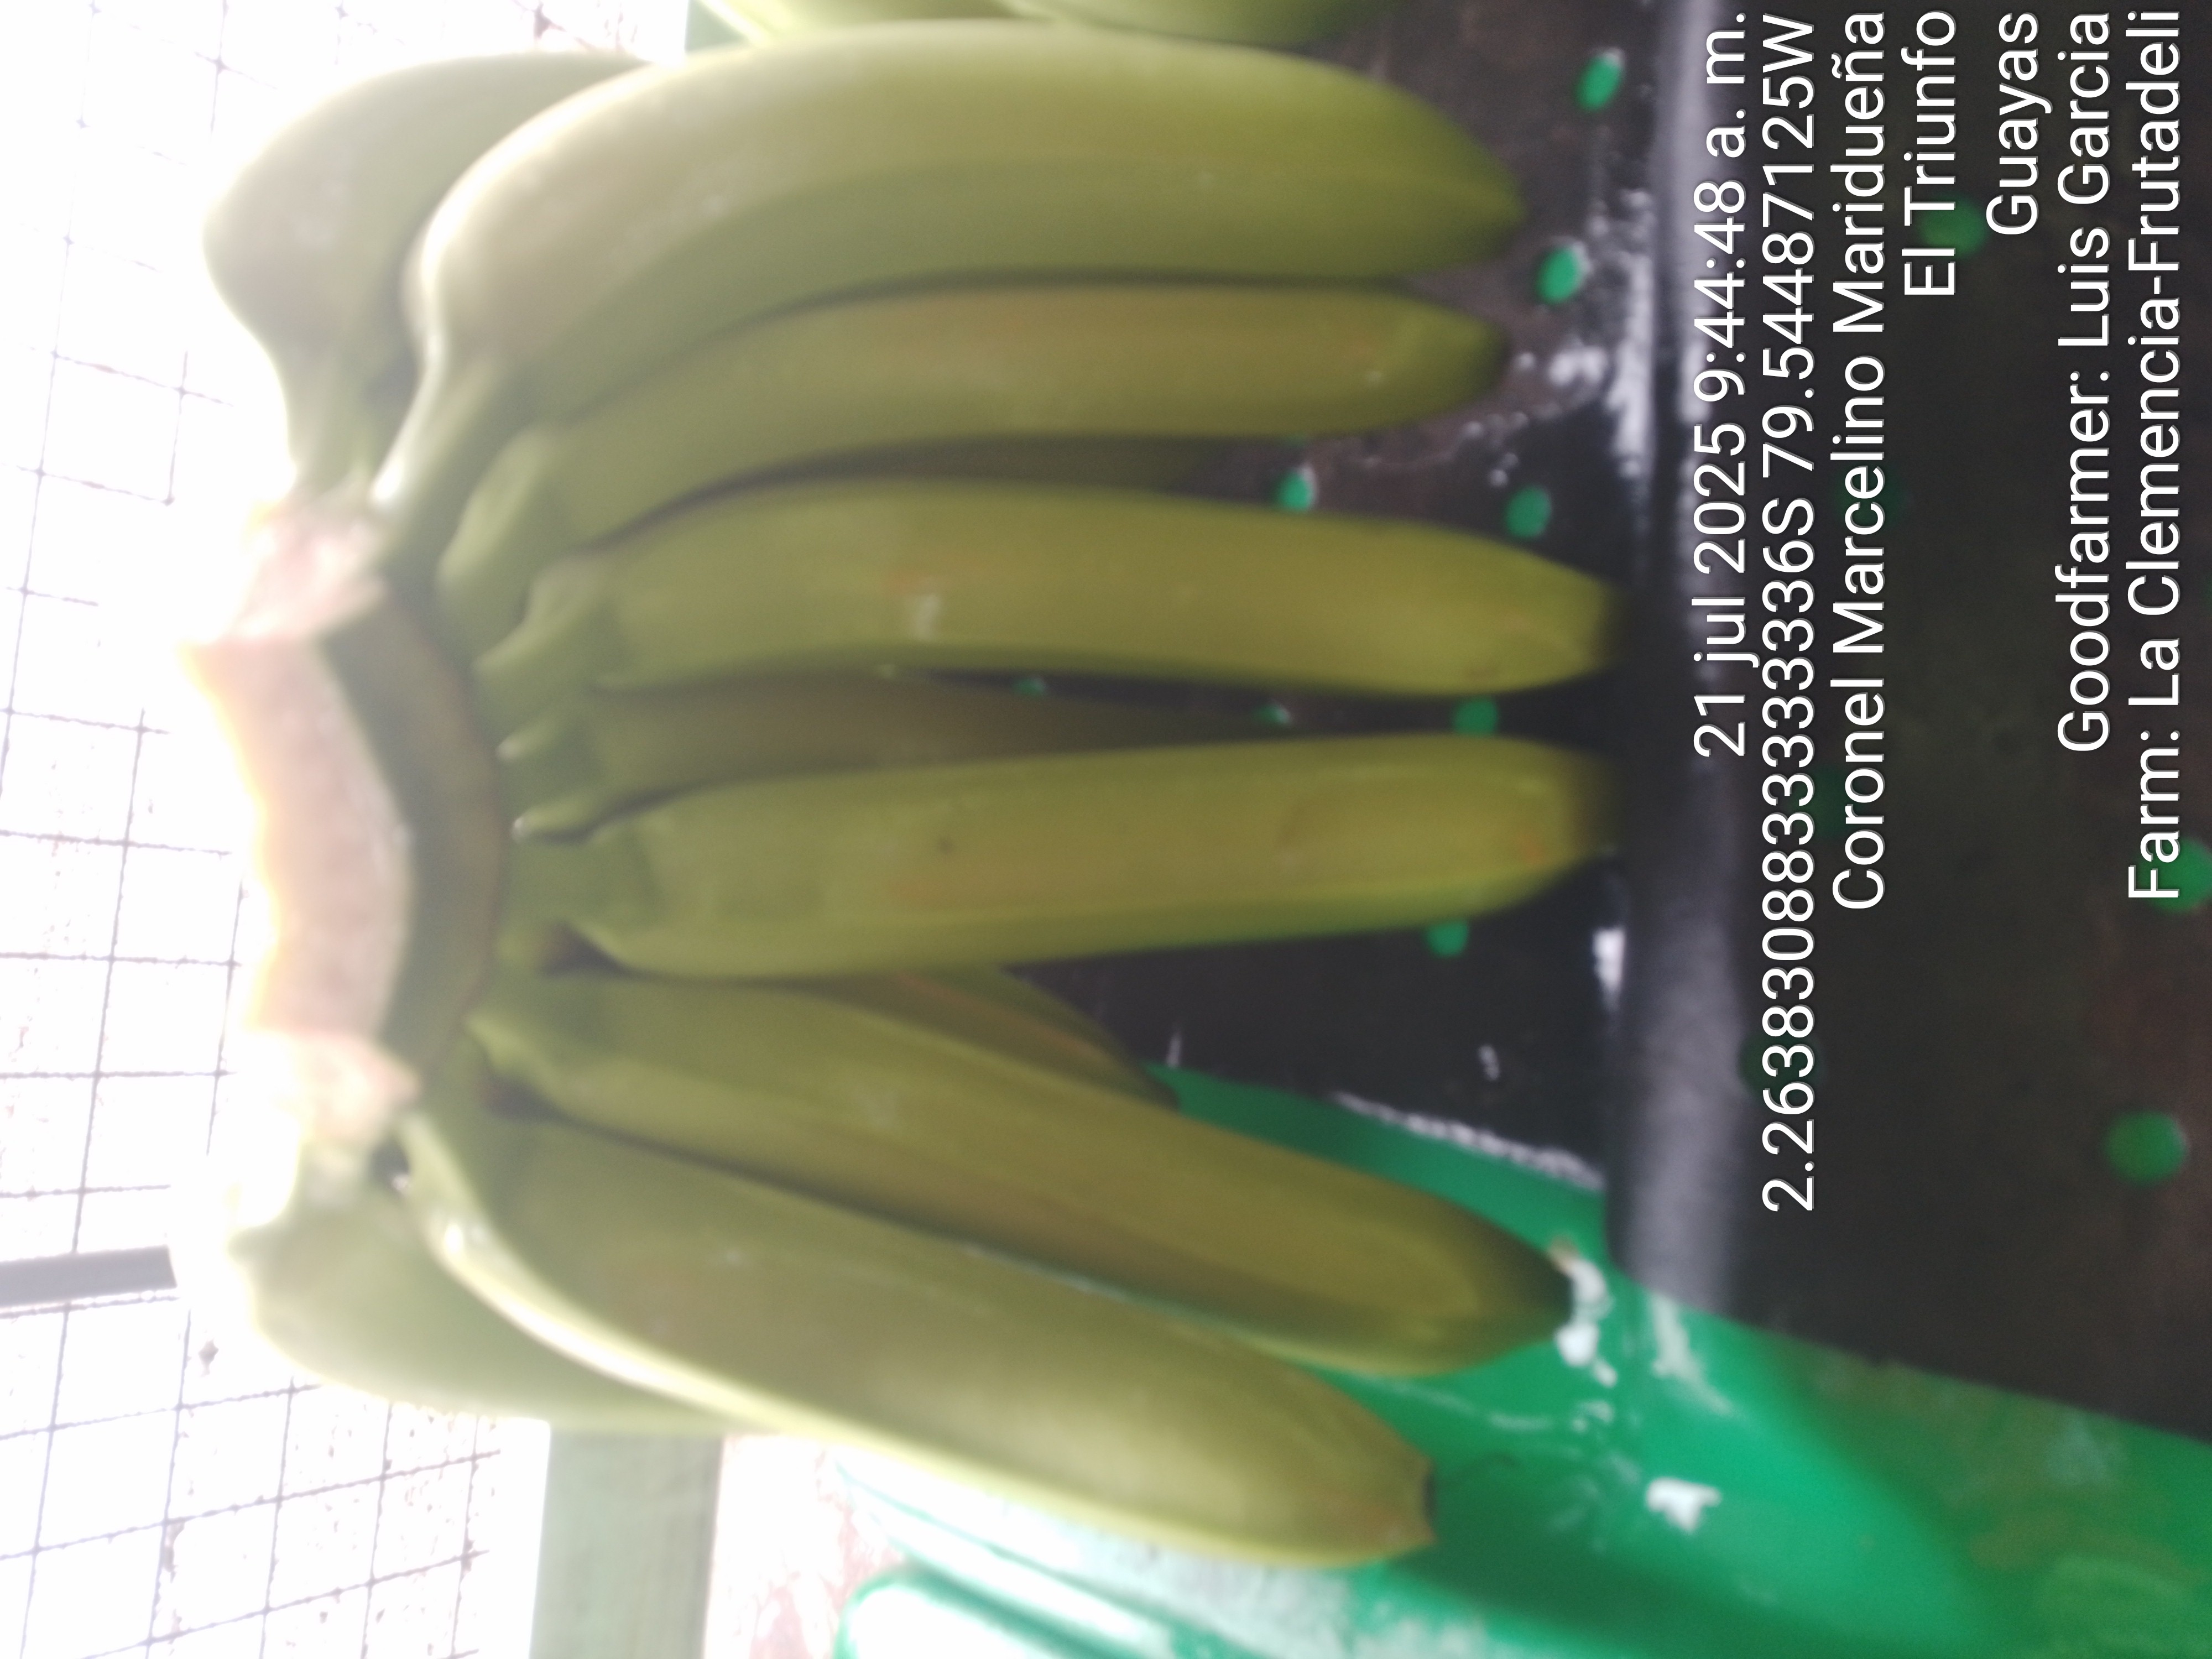 21 jul 2025 9:44:48 a. m.
2.2638308833333336S 79.54487125W
Coronel Marcelino Maridueña
El Triunfo
Guayas
Goodfarmer: Luis Garcia
Farm: La Clemencia-Frutadeli